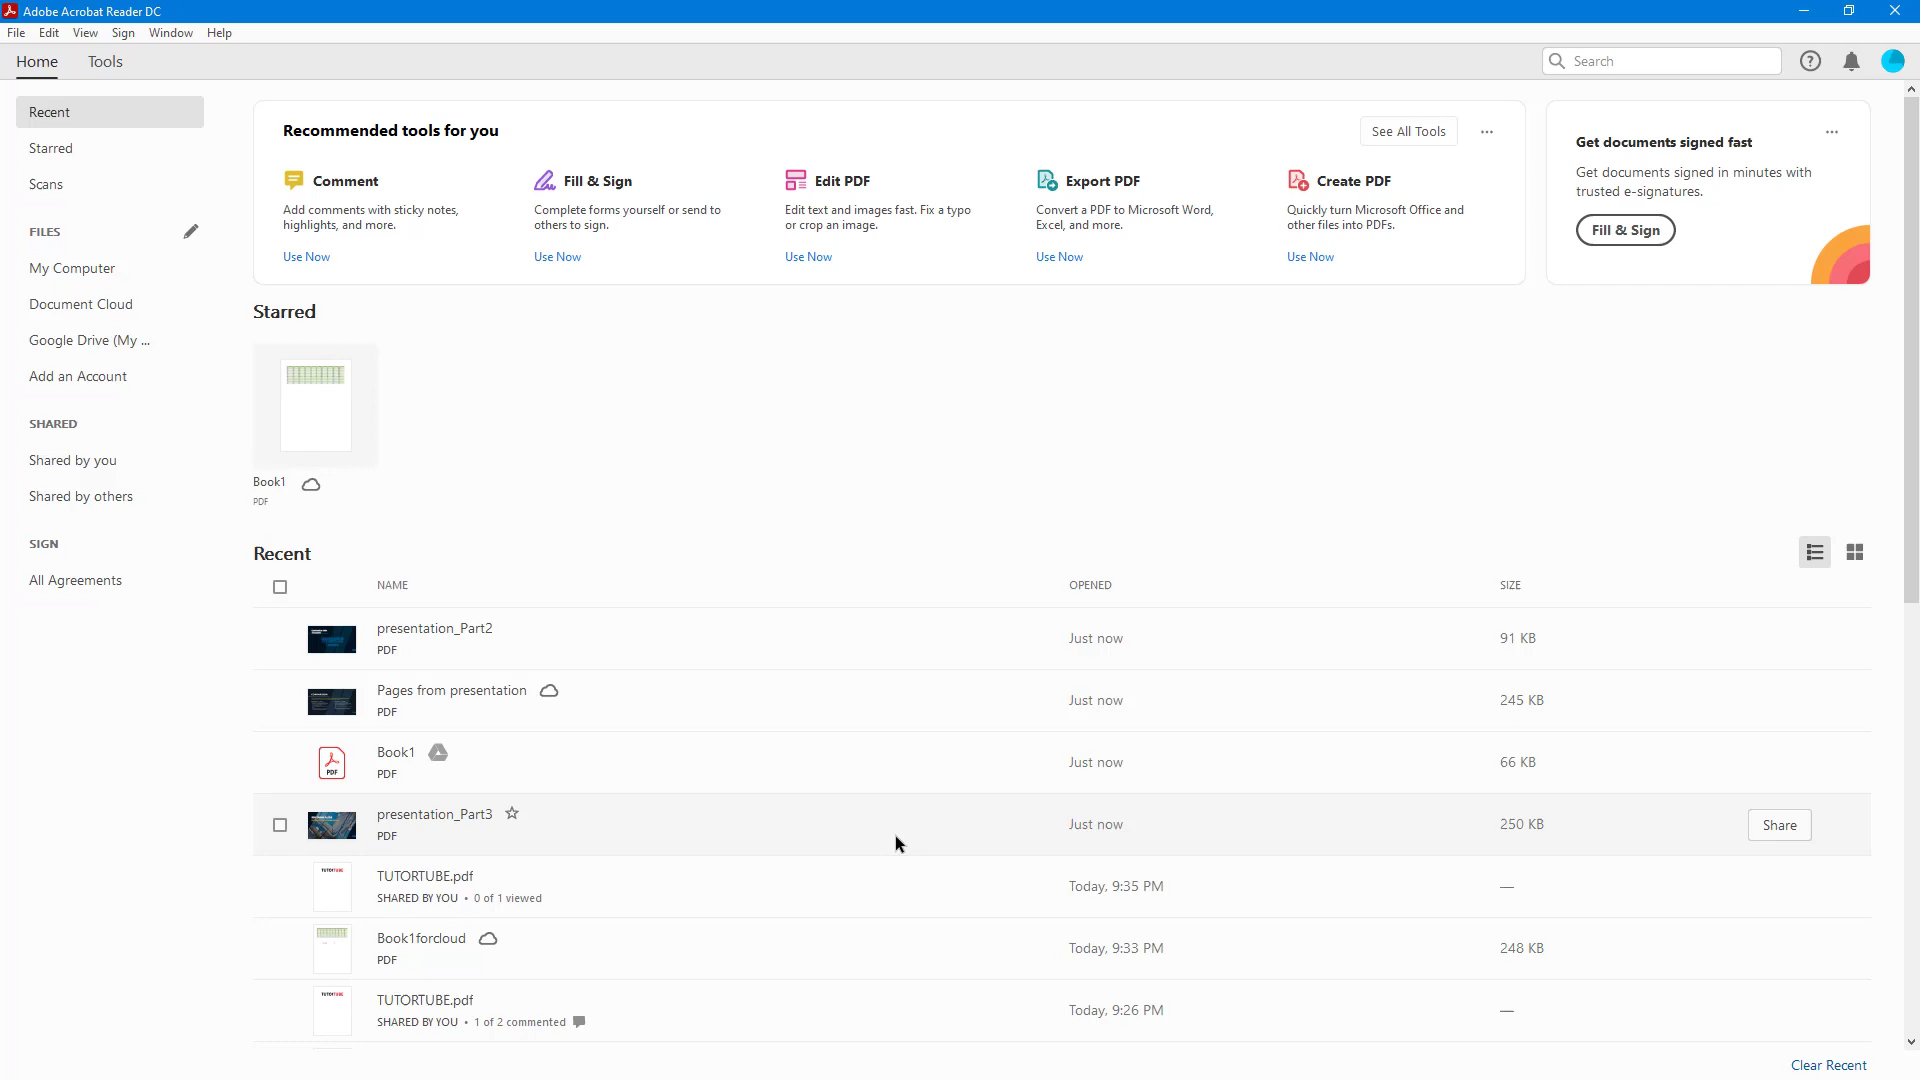 Adobe Acrobat Reader DC
File Edit View Sign Window Help
Home Tools
Search
Recent
Starred
Scans
FILES
My Computer
Document Cloud
Google Drive (My ...
Add an Account
SHARED
Shared by you
Shared by others
SIGN
All Agreements
Recommended tools for you
See All Tools
Comment
Add comments with sticky notes,
highlights, and more.
Use Now
Fill & Sign
Complete forms yourself or send to
others to sign.
Use Now
Edit PDF
Edit text and images fast. Fix a typo
or crop an image.
Use Now
Export PDF
Convert a PDF to Microsoft Word,
Excel, and more.
Use Now
Create PDF
Quickly turn Microsoft Office and
other files into PDFs.
Use Now
Get documents signed fast
Get documents signed in minutes with
trusted e-signatures.
Fill & Sign
Starred
Book1
PDF
Recent
NAME OPENED SIZE
presentation_Part2
PDF
Just now
91 KB
Pages from presentation
PDF
Just now
245 KB
PDF
Book1
PDF
Just now
66 KB
presentation_Part3
PDF
Just now
250 KB
Share
TUTORTUBE
TUTORTUBE.pdf
SHARED BY YOU • 0 of 1 viewed
Today, 9:35 PM
—
Book1forcloud
PDF
Today, 9:33 PM
248 KB
TUTORTUBE
TUTORTUBE.pdf
SHARED BY YOU • 1 of 2 commented
Today, 9:26 PM
—
Clear Recent